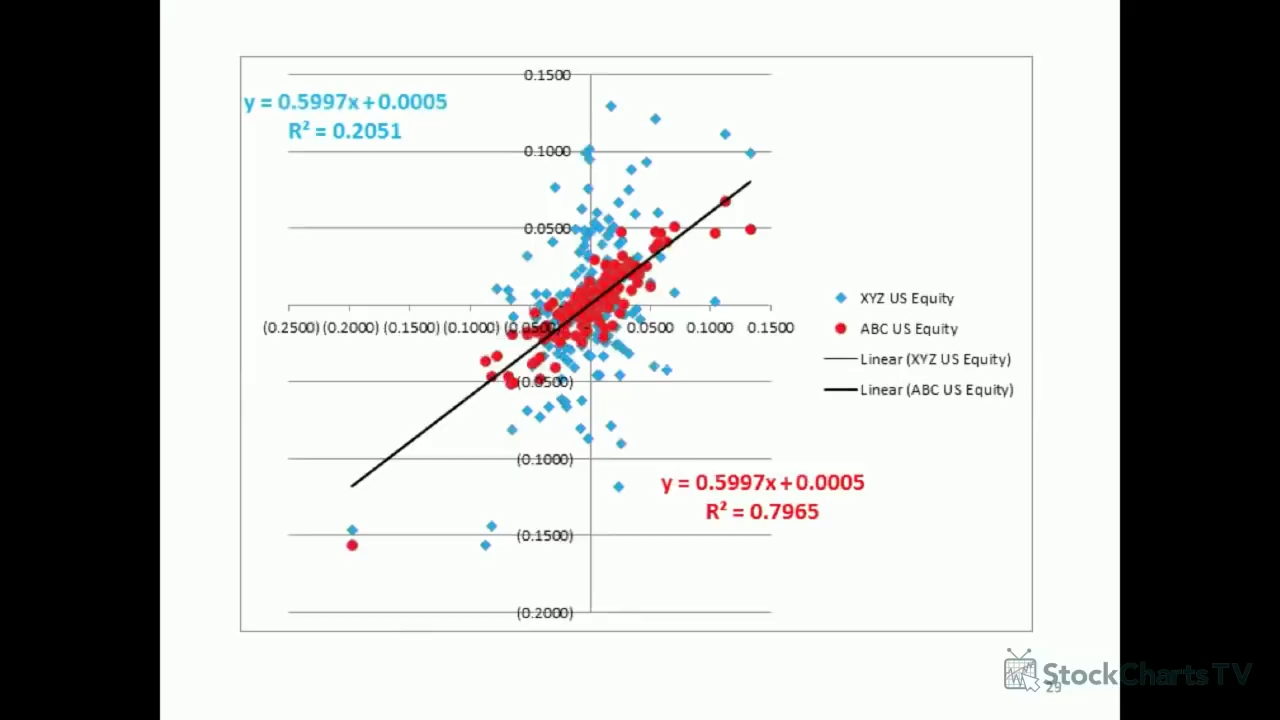 0.1500
y = 0.5997x + 0.0005
R² = 0.2051
0.1000
0.0500
(0.2500) (0.2000) (0.1500) (0.1000) (0.0500) 0.0500 0.1000 0.1500
(0.0500)
(0.1000)
(0.1500)
(0.2000)
y = 0.5997x + 0.0005
R² = 0.7965
XYZ US Equity
ABC US Equity
Linear (XYZ US Equity)
Linear (ABC US Equity)
StockChartsTV
29